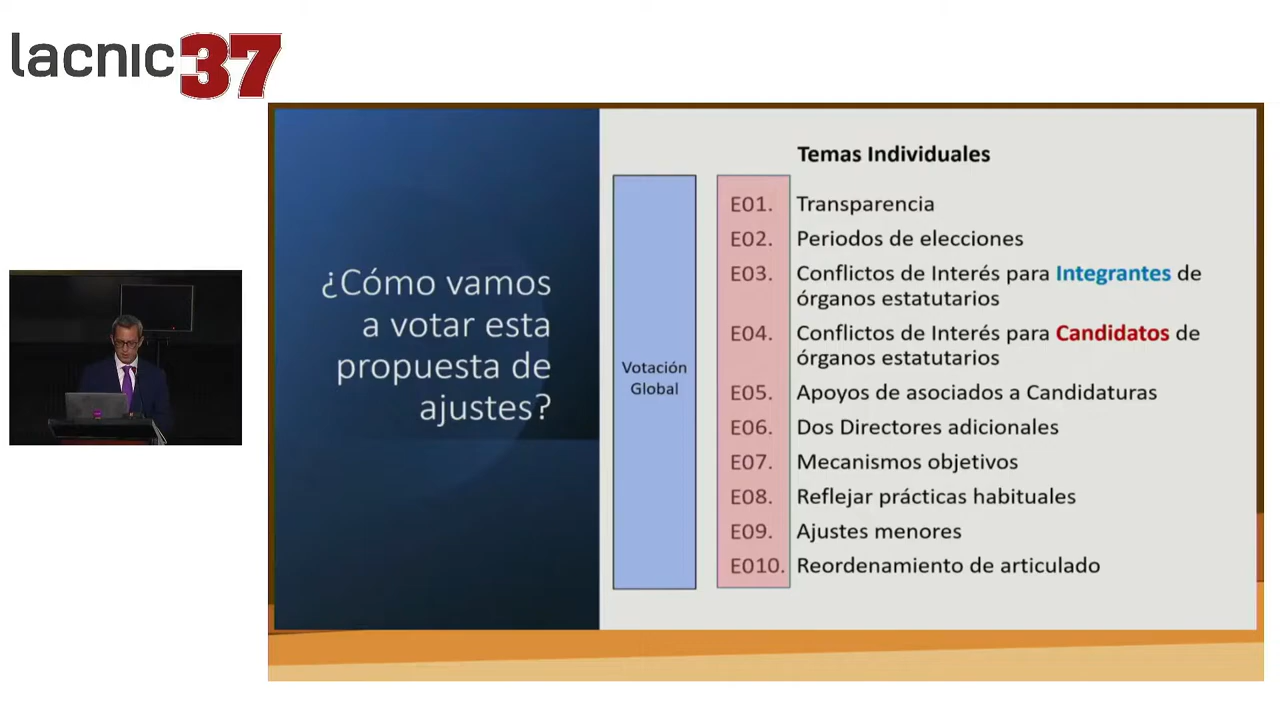 lacnic 37
¿Cómo vamos
a votar esta
propuesta de
ajustes?
Temas Individuales
Votación
Global
E01. Transparencia
E02. Periodos de elecciones
E03. Conflictos de Interés para Integrantes de
órganos estatutarios
E04. Conflictos de Interés para Candidatos de
órganos estatutarios
E05. Apoyos de asociados a Candidaturas
E06. Dos Directores adicionales
E07. Mecanismos objetivos
E08. Reflejar prácticas habituales
E09. Ajustes menores
E010. Reordenamiento de articulado